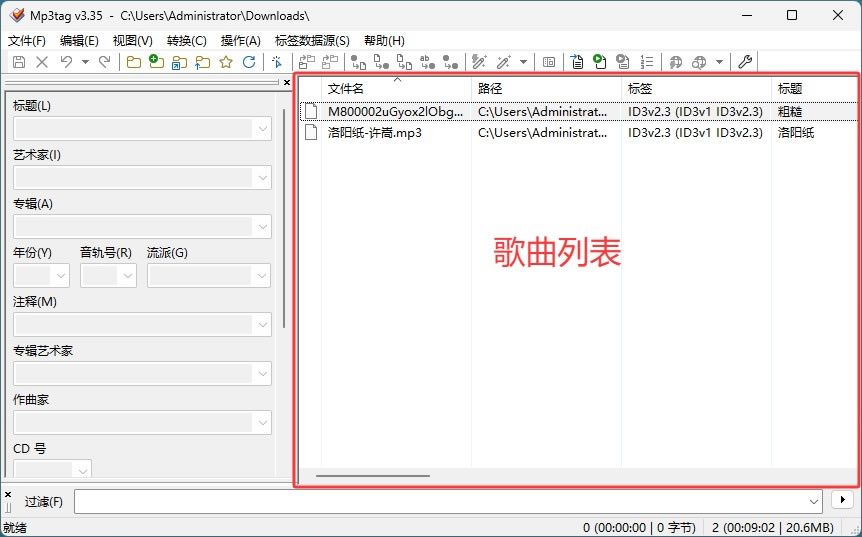 Mp3tag v3.35 - C:\Users\Administrator\Downloads\
文件(F) 编辑(E) 视图(V) 转换(C) 操作(A) 标签数据源(S) 帮助(H)
标题(L)
艺术家(I)
专辑(A)
年份(Y) 音轨号(R) 流派(G)
注释(M)
专辑艺术家
作曲家
CD 号
文件名 路径 标签 标题
M800002uGyox2lObg... C:\Users\Administrat... ID3v2.3 (ID3v1 ID3v2.3) 粗糙
洛阳纸-许嵩.mp3 C:\Users\Administrat... ID3v2.3 (ID3v1 ID3v2.3) 洛阳纸
歌曲列表
过滤(F)
就绪 0 (00:00:00 | 0 字节) 2 (00:09:02 | 20.6MB)